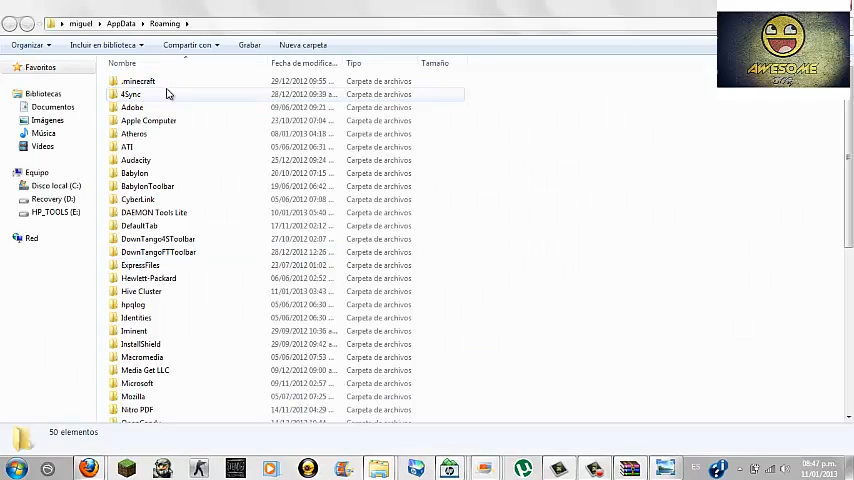 miguel ▸ AppData ▸ Roaming ▸
Organizar Incluir en biblioteca Compartir con Grabar Nueva carpeta
Nombre Fecha de modifica... Tipo Tamaño
Favoritos
Bibliotecas
Documentos
Imágenes
Música
Vídeos
Equipo
Disco local (C:)
Recovery (D:)
HP_TOOLS (E:)
Red
.minecraft 29/12/2012 09:55 ... Carpeta de archivos
4Sync 28/12/2012 09:39 a... Carpeta de archivos
Adobe 09/06/2012 09:21 ... Carpeta de archivos
Apple Computer 23/10/2012 07:04 ... Carpeta de archivos
Atheros 08/01/2013 04:18 ... Carpeta de archivos
ATI 05/06/2012 06:31 ... Carpeta de archivos
Audacity 25/12/2012 09:24 ... Carpeta de archivos
Babylon 20/10/2012 07:15 ... Carpeta de archivos
BabylonToolbar 19/06/2012 06:42 ... Carpeta de archivos
CyberLink 05/06/2012 07:08 ... Carpeta de archivos
DAEMON Tools Lite 10/01/2013 05:40 ... Carpeta de archivos
DefaultTab 17/11/2012 02:12 ... Carpeta de archivos
DownTango4SToolbar 27/10/2012 02:07 ... Carpeta de archivos
DownTangoFTToolbar 28/12/2012 12:26 ... Carpeta de archivos
ExpressFiles 23/07/2012 01:02 ... Carpeta de archivos
Hewlett-Packard 06/06/2012 02:52 ... Carpeta de archivos
Hive Cluster 11/01/2013 03:43 ... Carpeta de archivos
hpqlog 05/06/2012 06:30 ... Carpeta de archivos
Identities 05/06/2012 06:30 ... Carpeta de archivos
Iminent 29/09/2012 10:36 a... Carpeta de archivos
InstallShield 29/09/2012 09:42 a... Carpeta de archivos
Macromedia 05/06/2012 07:53 ... Carpeta de archivos
Media Get LLC 09/12/2012 09:00 a... Carpeta de archivos
Microsoft 09/11/2012 02:57 ... Carpeta de archivos
Mozilla 05/07/2012 07:25 ... Carpeta de archivos
Nitro PDF 14/11/2012 04:29 ... Carpeta de archivos
50 elementos
AWESOME
ES
08:47 p.m.
11/01/2013